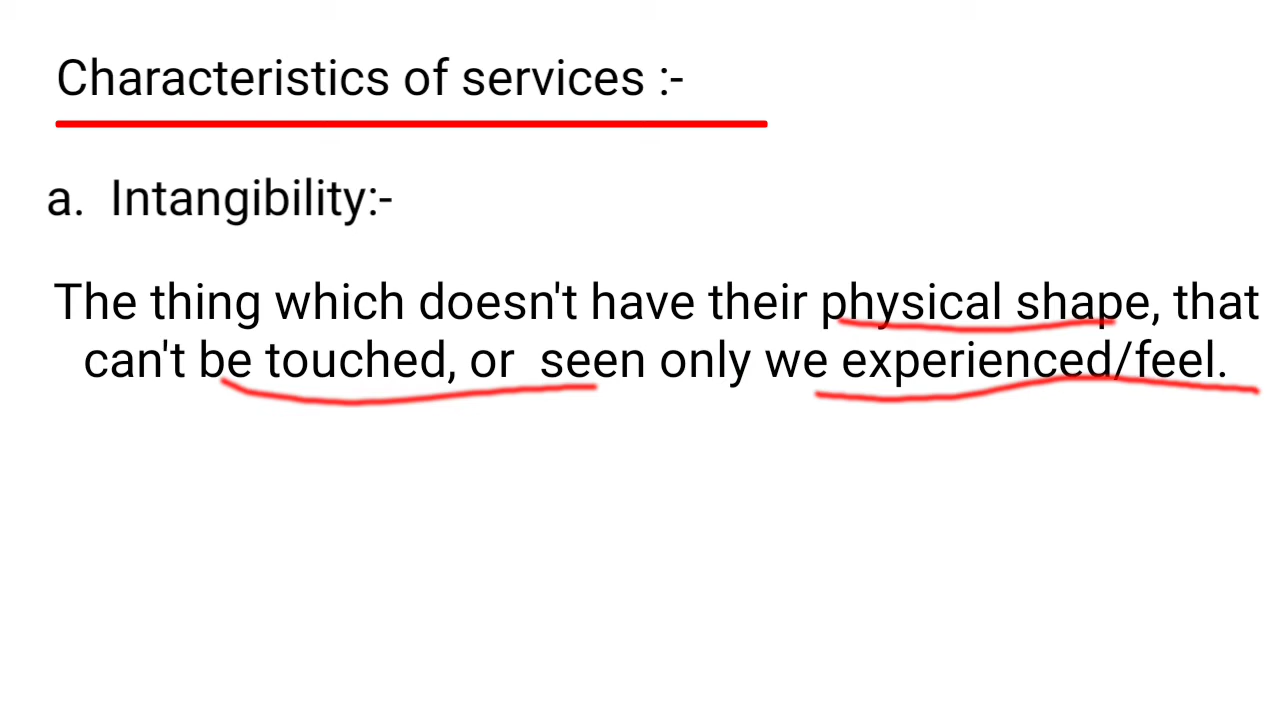 Characteristics of services :-
a. Intangibility:-
The thing which doesn't have their physical shape, that
can't be touched, or seen only we experienced/feel.